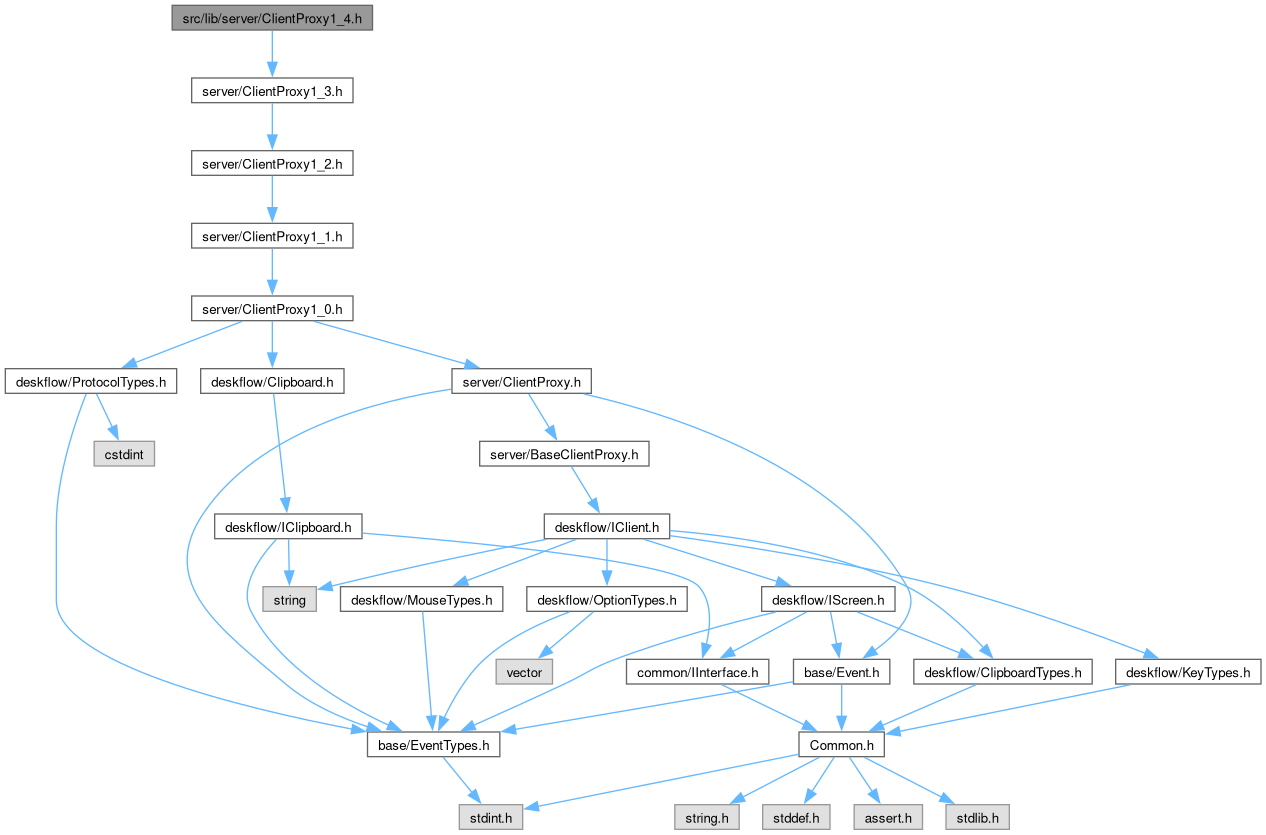 src/lib/server/ClientProxy1_4.h
server/ClientProxy1_3.h
server/ClientProxy1_2.h
server/ClientProxy1_1.h
server/ClientProxy1_0.h
deskflow/ProtocolTypes.h
deskflow/Clipboard.h
server/ClientProxy.h
cstdint
server/BaseClientProxy.h
deskflow/IClipboard.h
deskflow/IClient.h
string
deskflow/MouseTypes.h
deskflow/OptionTypes.h
deskflow/IScreen.h
vector
common/IInterface.h
base/Event.h
deskflow/ClipboardTypes.h
deskflow/KeyTypes.h
base/EventTypes.h
Common.h
stdint.h
string.h
stddef.h
assert.h
stdlib.h